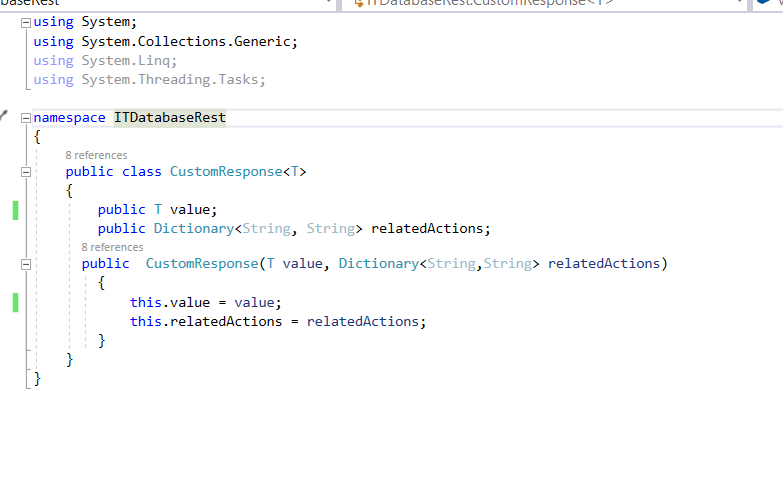 baseRest ITDatabaseRest.CustomResponse<T>
using System;
using System.Collections.Generic;
using System.Linq;
using System.Threading.Tasks;
namespace ITDatabaseRest
{
8 references
public class CustomResponse<T>
{
public T value;
public Dictionary<String, String> relatedActions;
8 references
public  CustomResponse(T value, Dictionary<String,String> relatedActions)
{
this.value = value;
this.relatedActions = relatedActions;
}
}
}